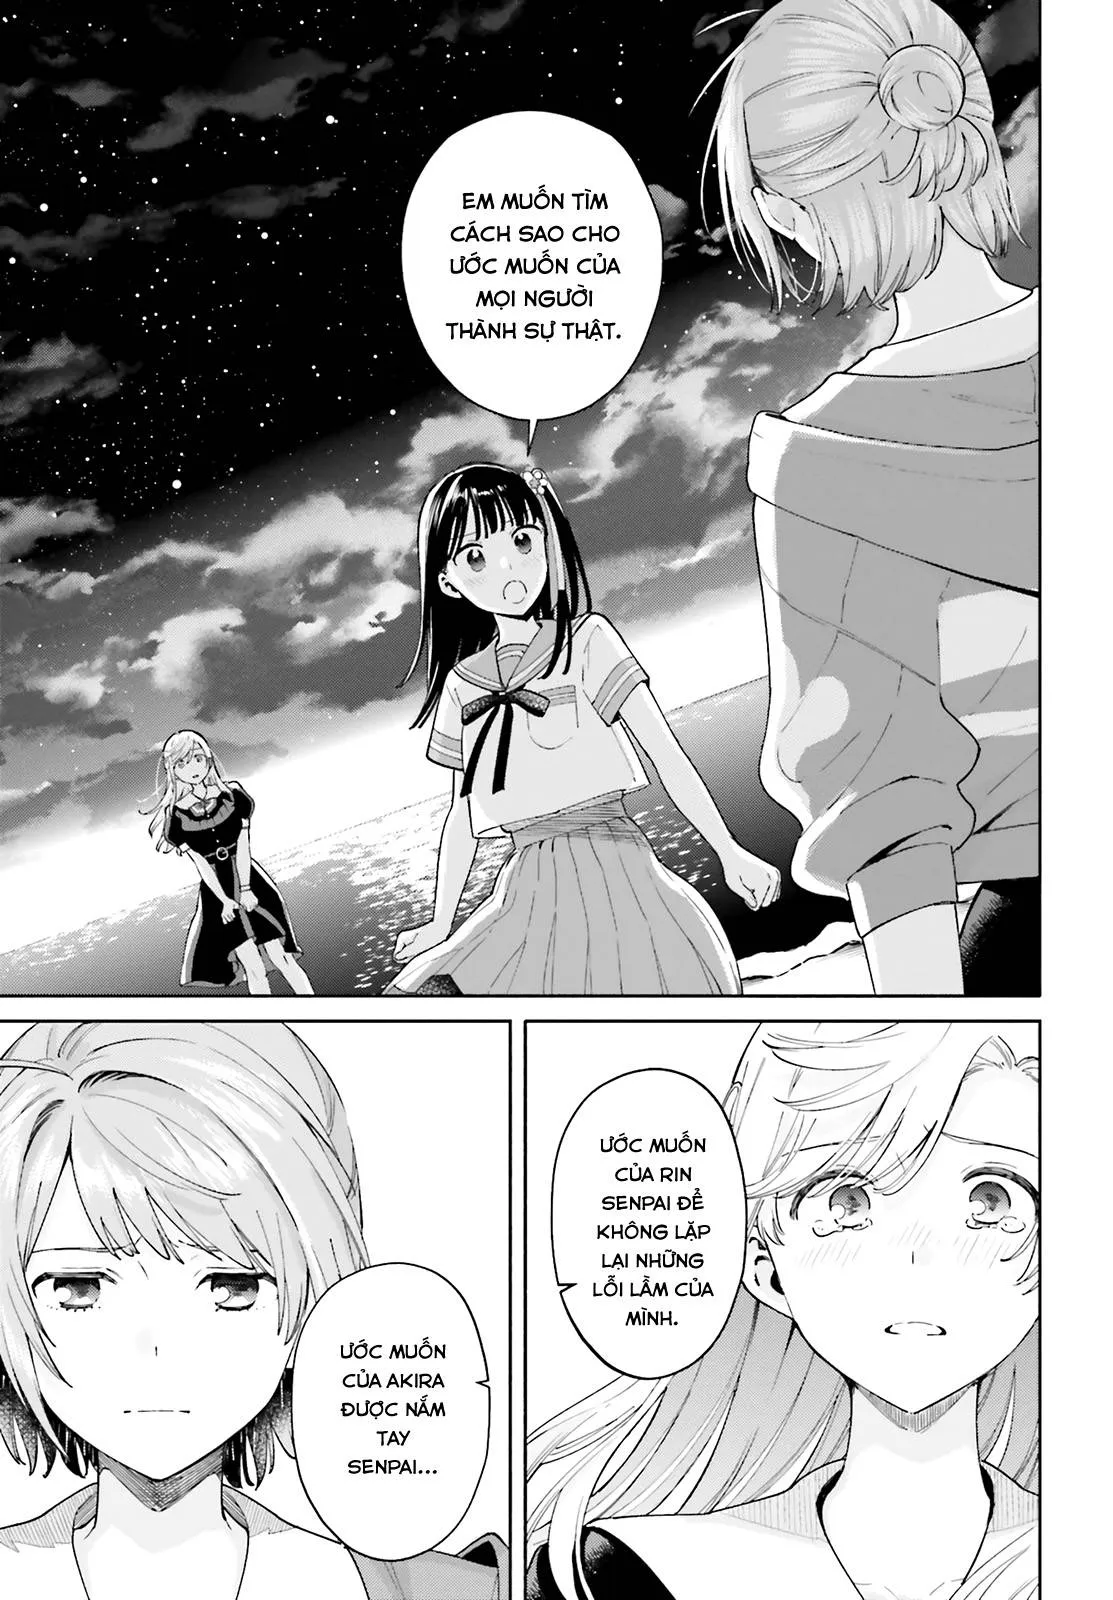 EM MUỐN TÌM
CÁCH SAO CHO
ƯỚC MUỐN CỦA
MỌI NGƯỜI
THÀNH SỰ THẬT.
ƯỚC MUỐN
CỦA RIN
SENPAI ĐỂ
KHÔNG LẶP
LẠI NHỮNG
LỖI LẦM CỦA
MÌNH.
ƯỚC MUỐN
CỦA AKIRA
ĐƯỢC NẮM
TAY
SENPAI...